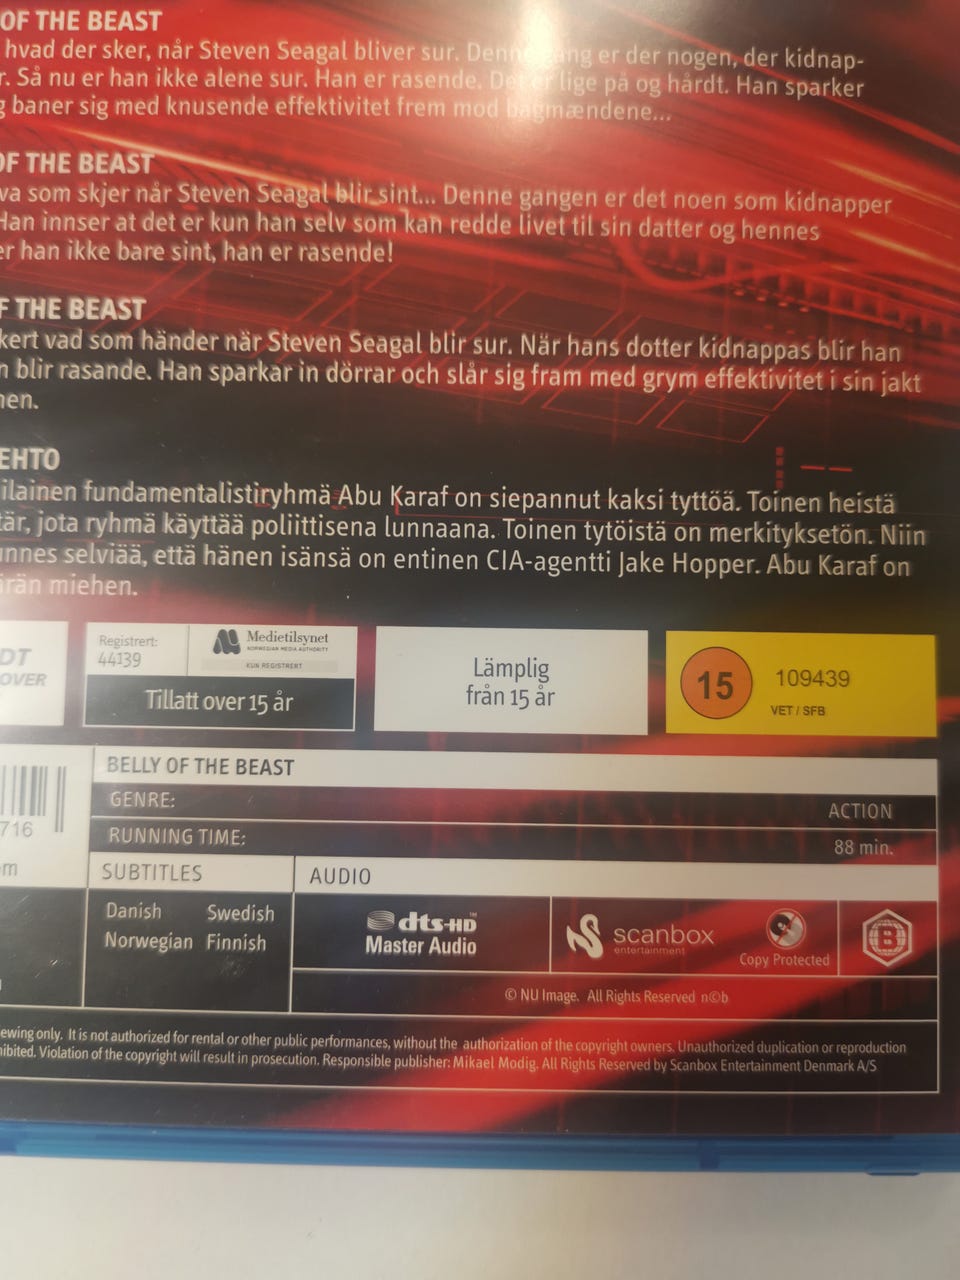 OF THE BEAST
hvad der sker, når Steven Seagal bliver sur. Denne gang er der nogen, der kidnap-
r. Så nu er han ikke alene sur. Han er rasende. Det er lige på og hårdt. Han sparker
g baner sig med knusende effektivitet frem mod bagmændene...
OF THE BEAST
va som skjer når Steven Seagal blir sint... Denne gangen er det noen som kidnapper
Han innser at det er kun han selv som kan redde livet til sin datter og hennes
er han ikke bare sint, han er rasende!
F THE BEAST
kert vad som händer när Steven Seagal blir sur. När hans dotter kidnappas blir han
n blir rasande. Han sparkar in dörrar och slår sig fram med grym effektivitet i sin jakt
nen.
EHTO
ilainen fundamentalistiryhmä Abu Karaf on siepannut kaksi tyttöä. Toinen heistä
tär, jota ryhmä käyttää poliittisena lunnaana. Toinen tytöistä on merkityksetön. Niin
unnes selviää, että hänen isänsä on entinen CIA-agentti Jake Hopper. Abu Karaf on
ärän miehen.
DT
OVER
Registrert:
44139
Medietilsynet
NORWEGIAN MEDIA AUTHORITY
KUN REGISTRERT
Tillatt over 15 år
Lämplig
från 15 år
15
109439
VET / SFB
716
m
BELLY OF THE BEAST
GENRE: ACTION
RUNNING TIME: 88 min.
SUBTITLES
AUDIO
Danish Swedish
Norwegian Finnish
dts-HD™
Master Audio
scanbox
entertainment
Copy Protected
B
© NU Image. All Rights Reserved n©b
ewing only. It is not authorized for rental or other public performances, without the authorization of the copyright owners. Unauthorized duplication or reproduction
hibited. Violation of the copyright will result in prosecution. Responsible publisher: Mikael Modig. All Rights Reserved by Scanbox Entertainment Denmark A/S